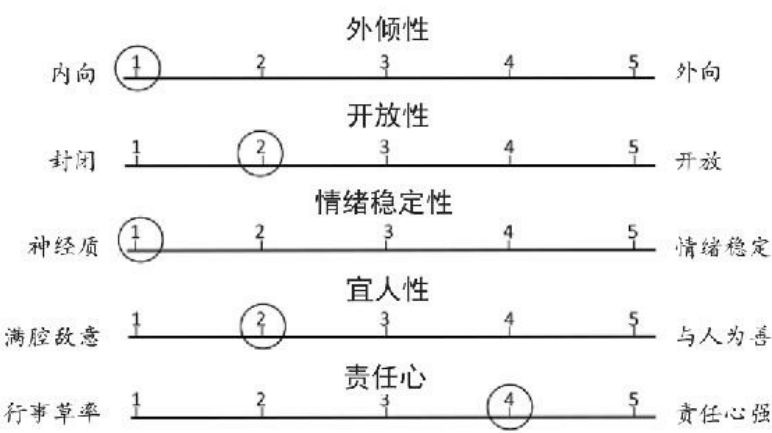 外倾性
内向 1 2 3 4 5 外向
开放性
封闭 1 2 3 4 5 开放
情绪稳定性
神经质 1 2 3 4 5 情绪稳定
宜人性
满腔敌意 1 2 3 4 5 与人为善
责任心
行事草率 1 2 3 4 5 责任心强